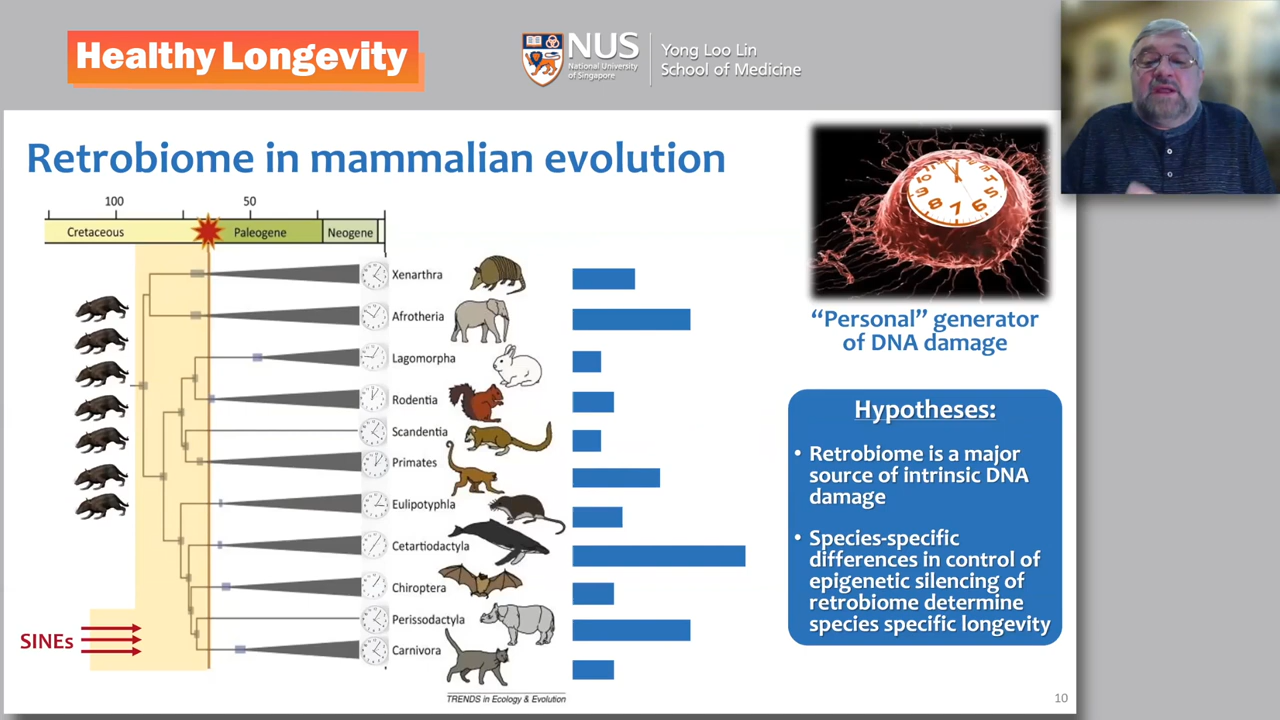 Healthy Longevity
NUS
National University
of Singapore
Yong Loo Lin
School of Medicine
Retrobiome in mammalian evolution
100
50
Cretaceous
Paleogene
Neogene
Xenarthra
Afrotheria
Lagomorpha
Rodentia
Scandentia
Primates
Eulipotyphla
Cetartiodactyla
Chiroptera
Perissodactyla
Carnivora
SINEs
TRENDS in Ecology & Evolution
"Personal" generator
of DNA damage
Hypotheses:
• Retrobiome is a major
source of intrinsic DNA
damage
• Species-specific
differences in control of
epigenetic silencing of
retrobiome determine
species specific longevity
10